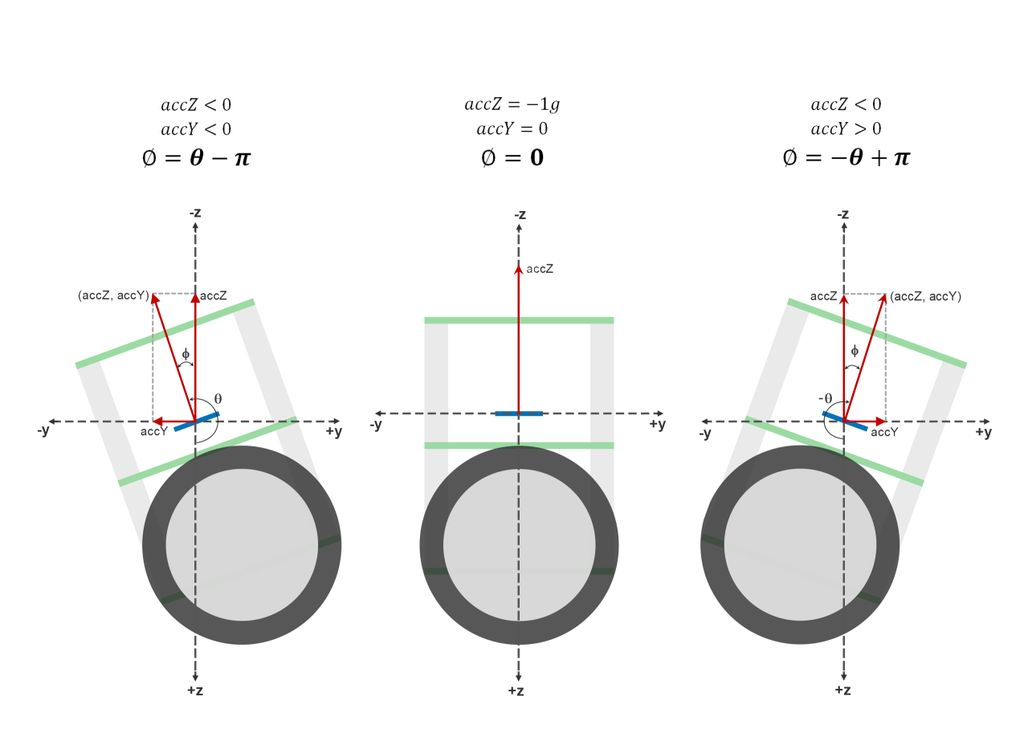 accZ < 0
accY < 0
∅ = θ − π
accZ = −1g
accY = 0
∅ = 0
accZ < 0
accY > 0
∅ = −θ + π
-z
(accZ, accY)
accZ
ϕ
θ
accY
-y
+y
+z
-z
accZ
-y
+y
+z
-z
accZ
(accZ, accY)
ϕ
-θ
accY
-y
+y
+z